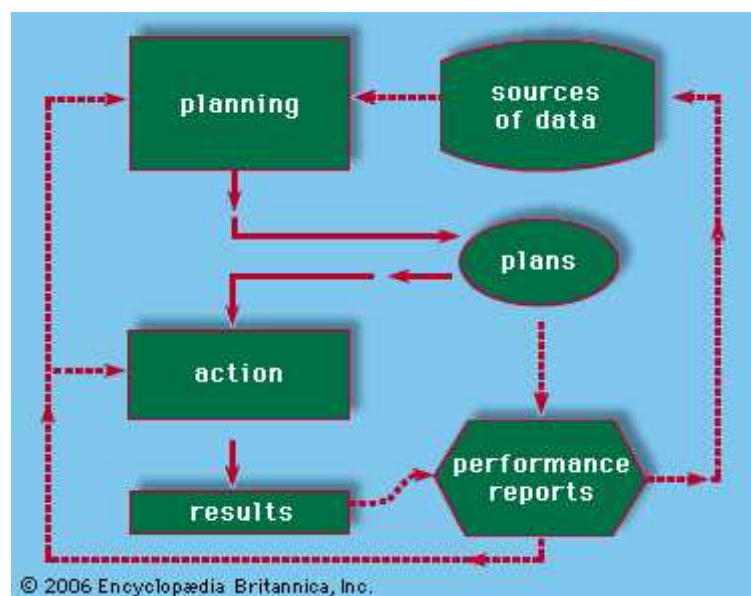 planning
sources
of data
plans
action
performance
reports
results
© 2006 Encyclopædia Britannica, Inc.